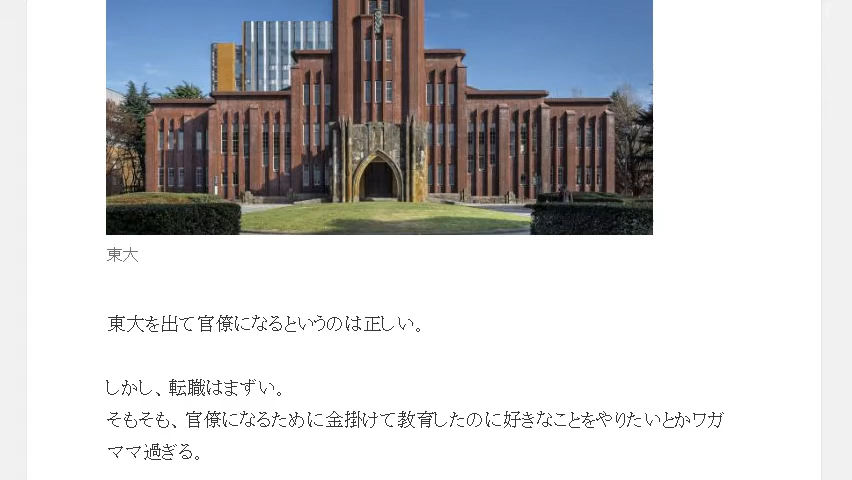 東大
東大を出て官僚になるというのは正しい。
しかし、転職はまずい。
そもそも、官僚になるために金掛けて教育したのに好きなことをやりたいとかワガ
ママ過ぎる。